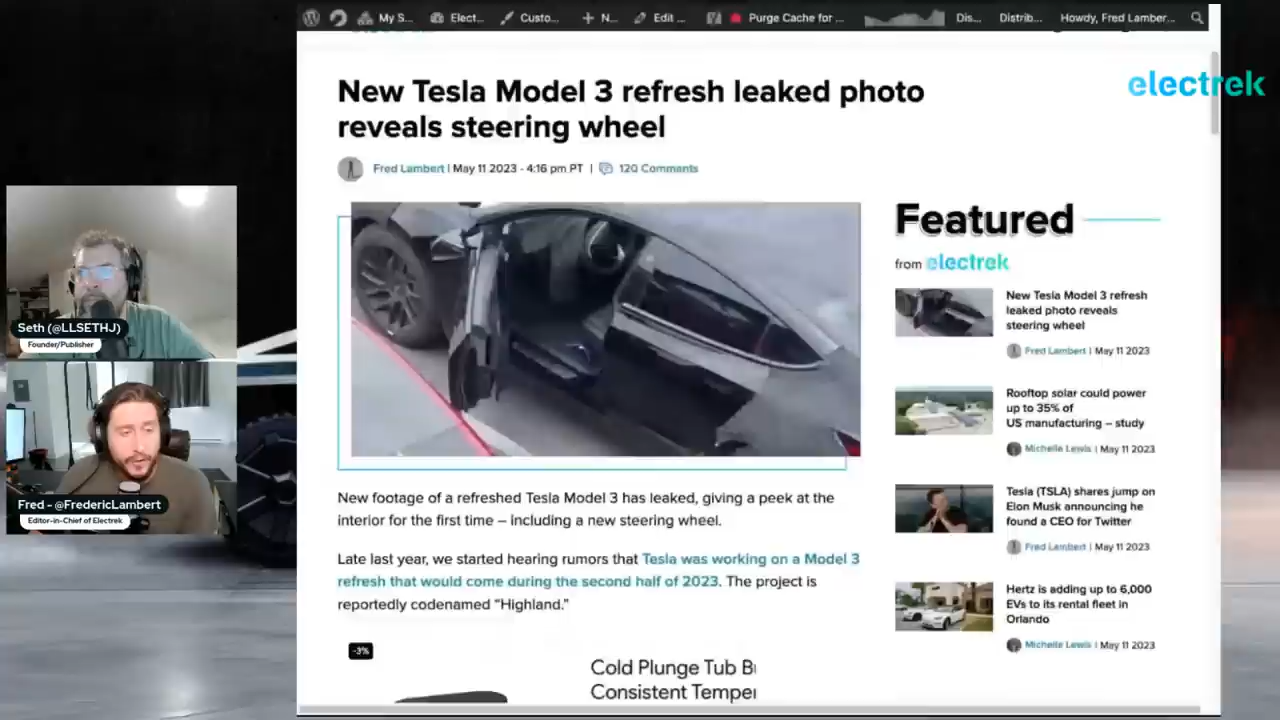 My S...
Elect...
Custo...
N...
Edit ...
Purge Cache for ...
Dis...
Distrib...
Howdy, Fred Lamber...
electrek
New Tesla Model 3 refresh leaked photo
reveals steering wheel
Fred Lambert | May 11 2023 - 4:16 pm PT | 120 Comments
Featured
from electrek
New Tesla Model 3 refresh
leaked photo reveals
steering wheel
Fred Lambert | May 11 2023
Rooftop solar could power
up to 35% of
US manufacturing – study
Michelle Lewis | May 11 2023
Tesla (TSLA) shares jump on
Elon Musk announcing he
found a CEO for Twitter
Fred Lambert | May 11 2023
Hertz is adding up to 6,000
EVs to its rental fleet in
Orlando
Michelle Lewis | May 11 2023
New footage of a refreshed Tesla Model 3 has leaked, giving a peek at the
interior for the first time – including a new steering wheel.
Late last year, we started hearing rumors that Tesla was working on a Model 3
refresh that would come during the second half of 2023. The project is
reportedly codenamed “Highland.”
-3%
Cold Plunge Tub B
Consistent Temper
Seth (@LLSETHJ)
Founder/Publisher
Fred - @FredericLambert
Editor-in-Chief of Electrek